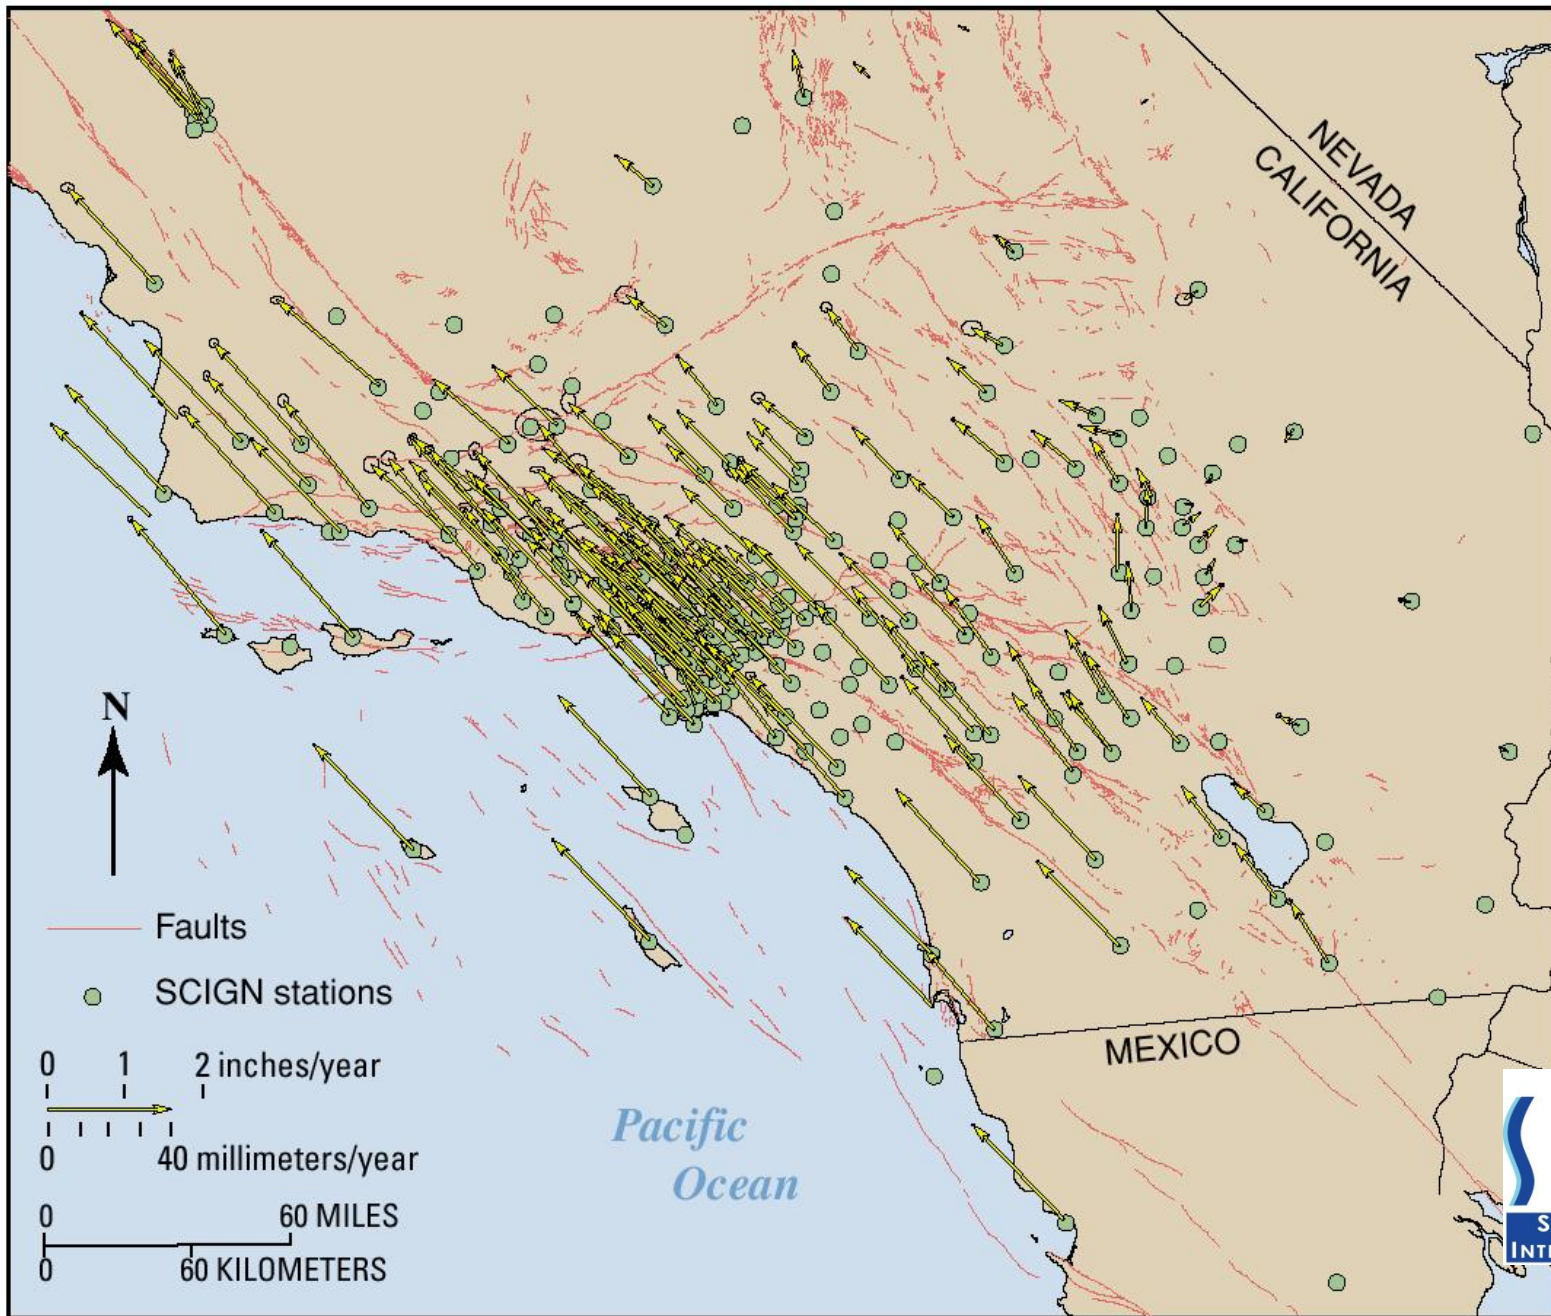 NEVADA
CALIFORNIA
N
Faults
SCIGN stations
0 1 2 inches/year
0 40 millimeters/year
0 60 MILES
0 60 KILOMETERS
MEXICO
Pacific
Ocean
S
INT